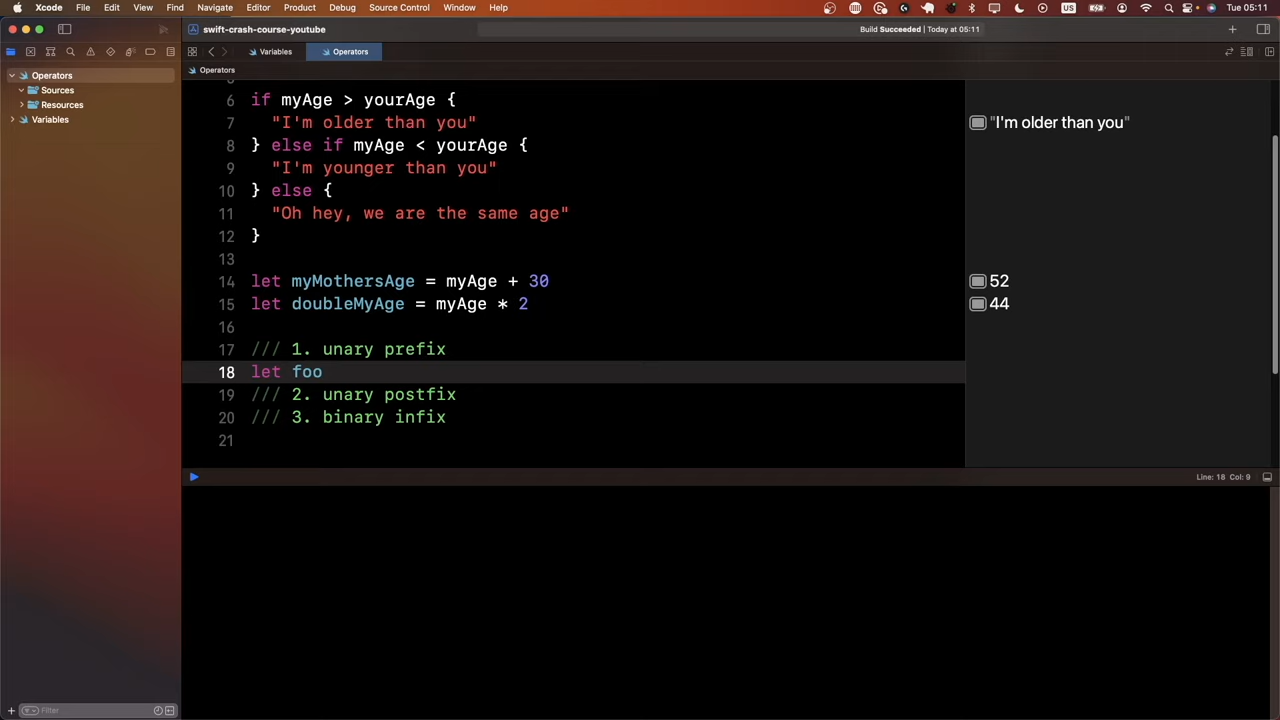 Xcode File Edit View Find Navigate Editor Product Debug Source Control Window Help US Tue 05:11
swift-crash-course-youtube Build Succeeded | Today at 05:11
Variables Operators
Operators Operators
Sources
Resources
Variables
6 if myAge > yourAge {
7 "I'm older than you" "I'm older than you"
8 } else if myAge < yourAge {
9 "I'm younger than you"
10 } else {
11 "Oh hey, we are the same age"
12 }
13
14 let myMothersAge = myAge + 30 52
15 let doubleMyAge = myAge * 2 44
16
17 /// 1. unary prefix
18 let foo
19 /// 2. unary postfix
20 /// 3. binary infix
21
Line: 18 Col: 9
Filter